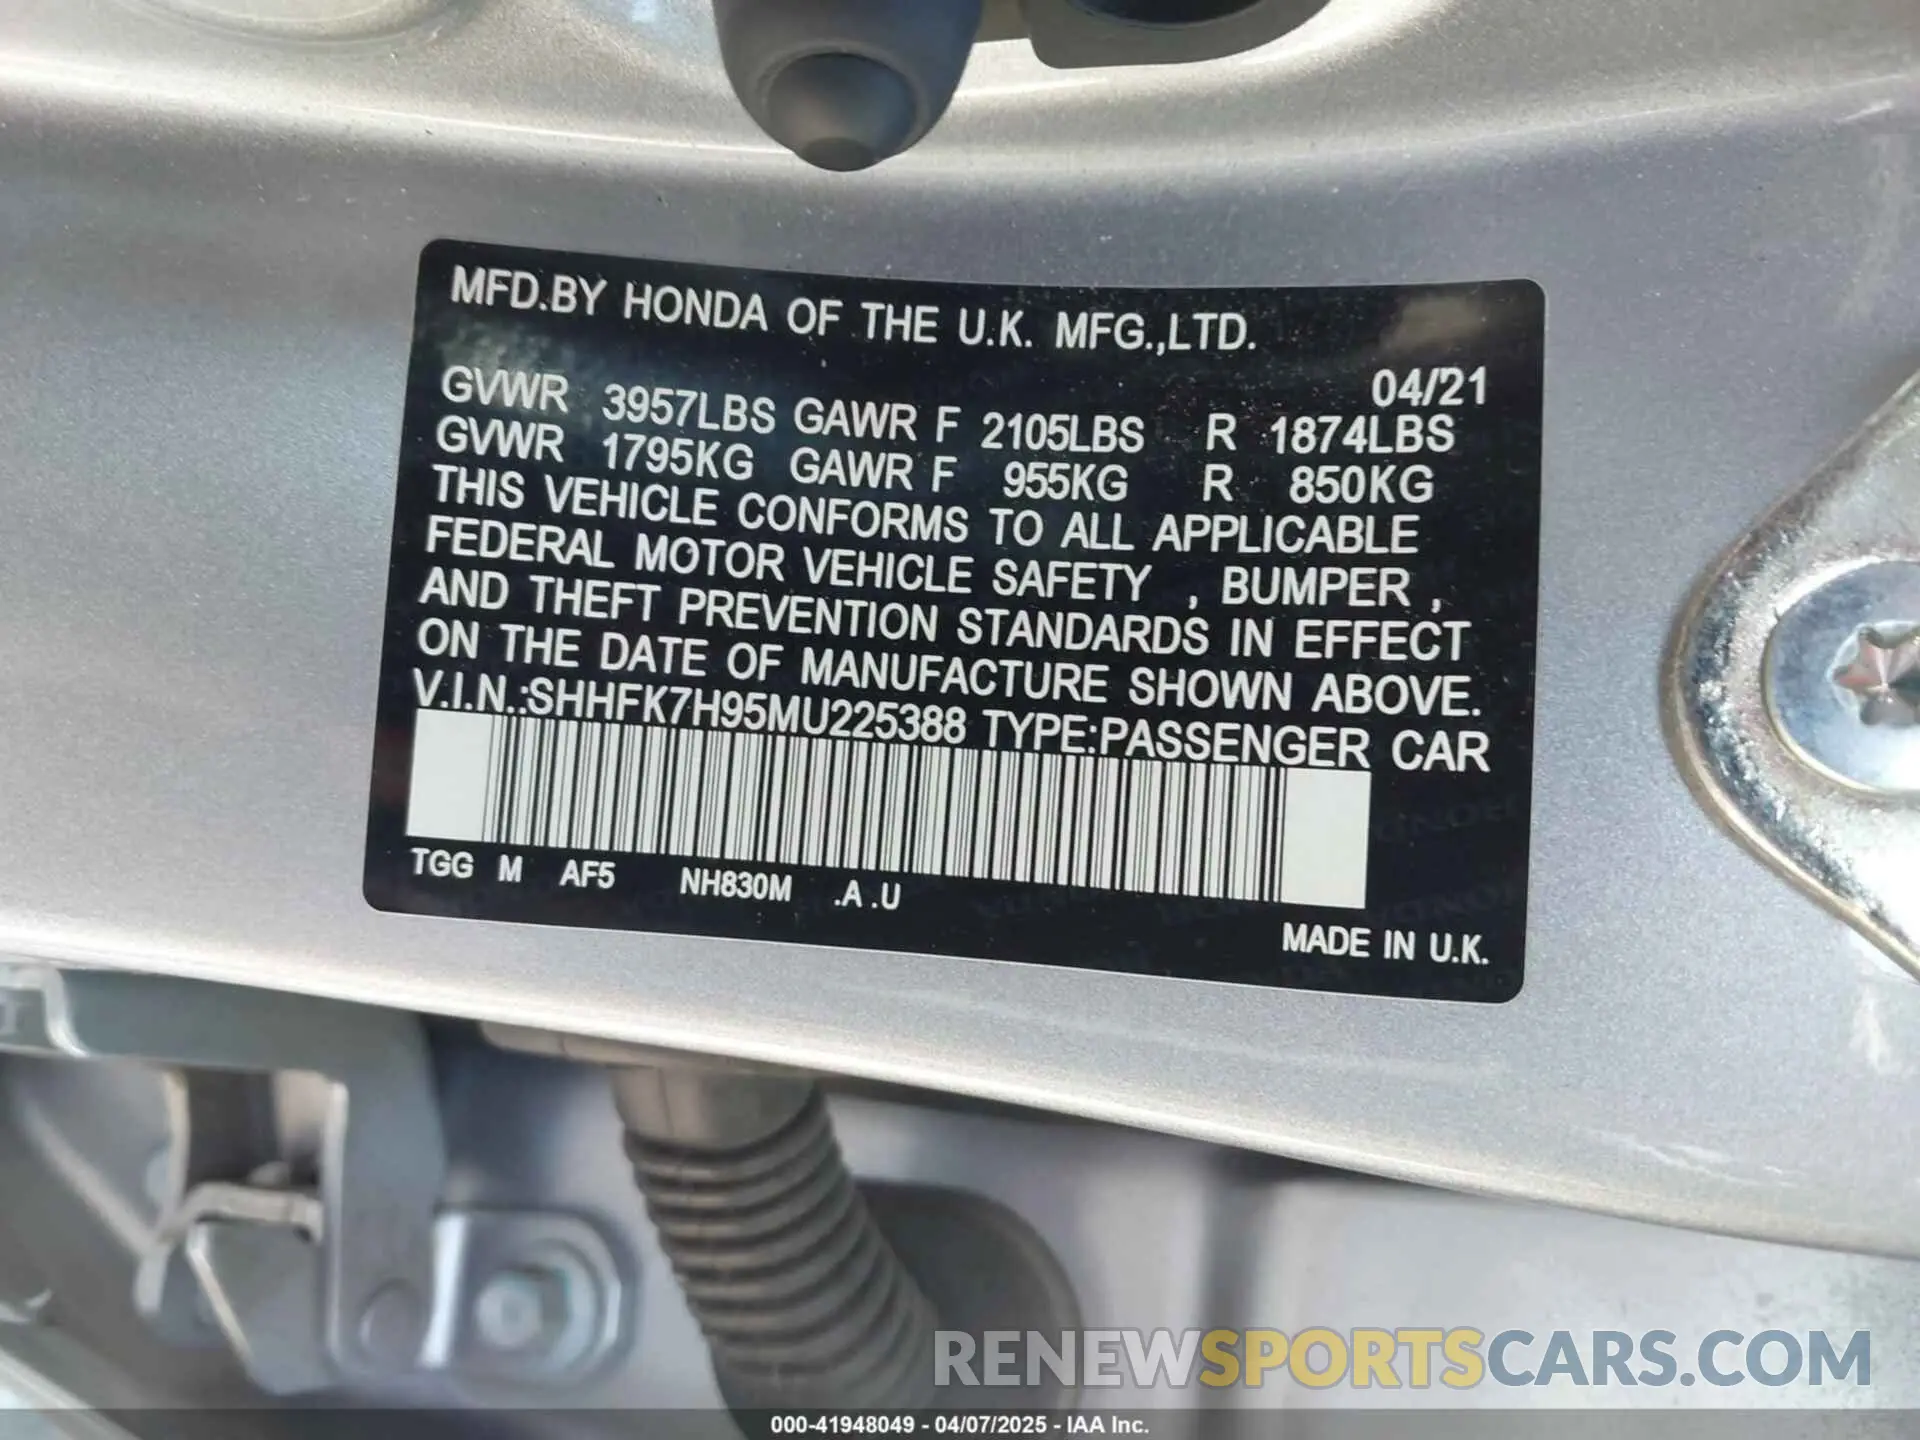 MFD.BY HONDA OF THE U.K. MFG.,LTD.
04/'21
GVWR 3957LBS GAWR F 2105LBS R 1874LBS
GVWR 1795KG GAWR F 955KG R 850KG
THIS VEHICLE CONFORMS TO ALL APPLICABLE
FEDERAL MOTOR VEHICLE SAFETY , BUMPER ,
AND THEFT PREVENTION STANDARDS IN EFFECT
ON THE DATE OF MANUFACTURE SHOWN ABOVE.
V.I.N.:SHHFK7H95MU225388 TYPE:PASSENGER CAR
TGG M AF5 NH830M .A .U
MADE IN U.K.
RENEWSPORTSCARS.COM
000-41948049 - 04/07/2025 - IAA Inc.